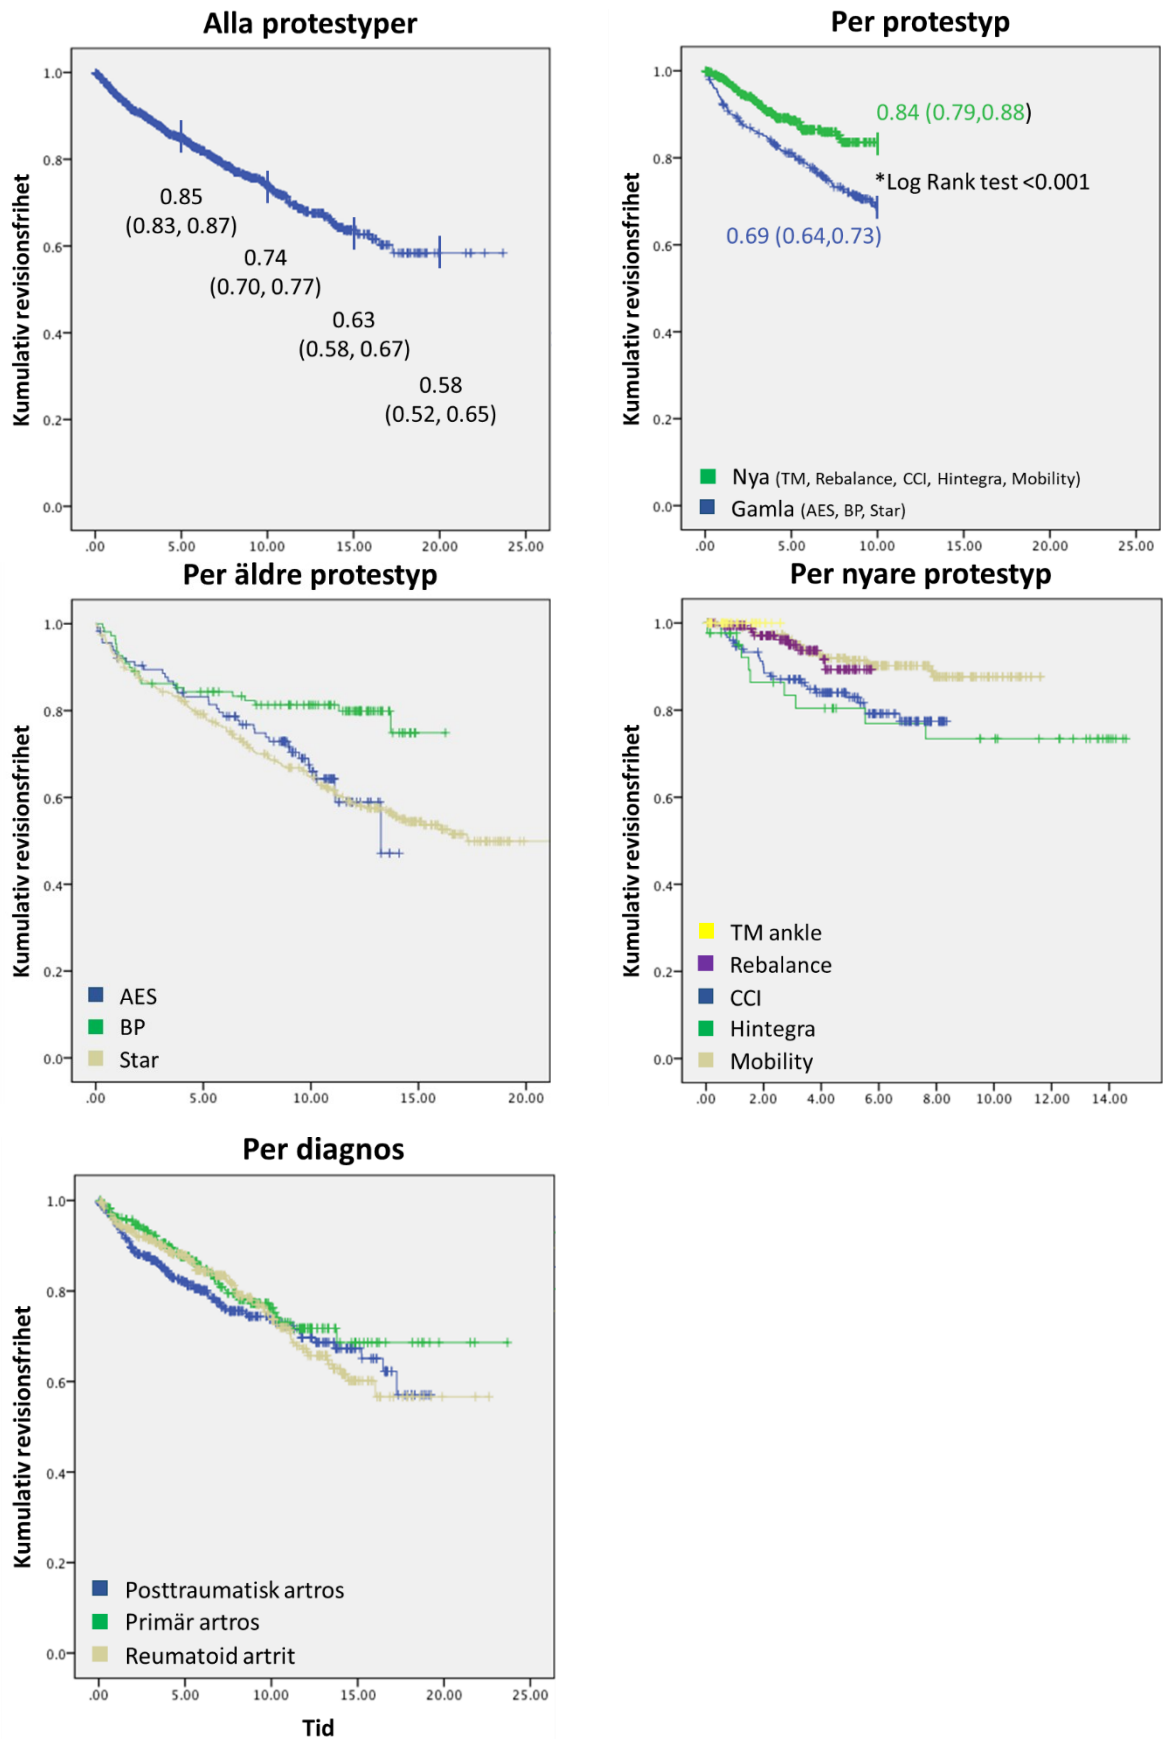 Alla protestyper
Kumulativ revisionsfrihet
1.0
0.8
0.6
0.4
0.2
0.0
0.85
(0.83, 0.87)
0.74
(0.70, 0.77)
0.63
(0.58, 0.67)
0.58
(0.52, 0.65)
.00 5.00 10.00 15.00 20.00 25.00
Per protestyp
Kumulativ revisionsfrihet
1.0
0.8
0.6
0.4
0.2
0.0
0.84 (0.79,0.88)
*Log Rank test <0.001
0.69 (0.64,0.73)
Nya (TM, Rebalance, CCI, Hintegra, Mobility)
Gamla (AES, BP, Star)
.00 5.00 10.00 15.00 20.00 25.00
Per äldre protestyp
Kumulativ revisionsfrihet
1.0
0.8
0.6
0.4
0.2
0.0
AES
BP
Star
.00 5.00 10.00 15.00 20.00
Per nyare protestyp
Kumulativ revisionsfrihet
1.0
0.8
0.6
0.4
0.2
0.0
TM ankle
Rebalance
CCI
Hintegra
Mobility
.00 2.00 4.00 6.00 8.00 10.00 12.00 14.00
Per diagnos
Kumulativ revisionsfrihet
1.0
0.8
0.6
0.4
0.2
0.0
Posttraumatisk artros
Primär artros
Reumatoid artrit
.00 5.00 10.00 15.00 20.00 25.00
Tid